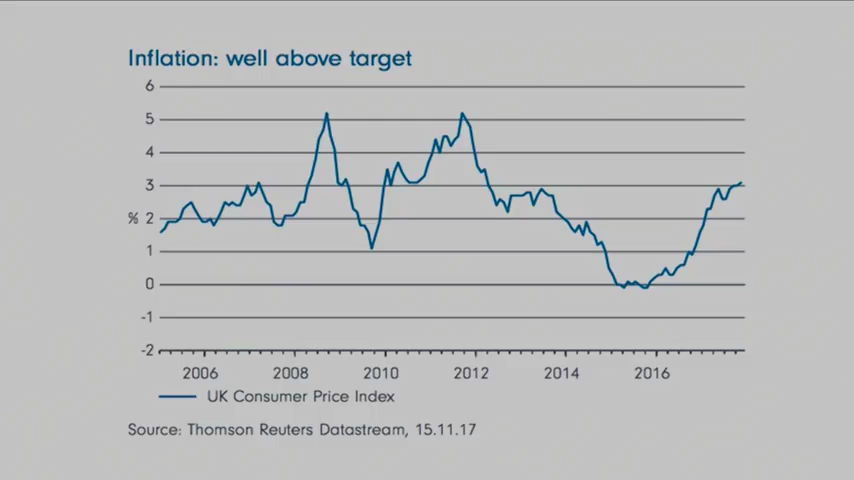 Inflation: well above target
6
5
4
3
% 2
1
0
-1
-2
2006 2008 2010 2012 2014 2016
UK Consumer Price Index
Source: Thomson Reuters Datastream, 15.11.17